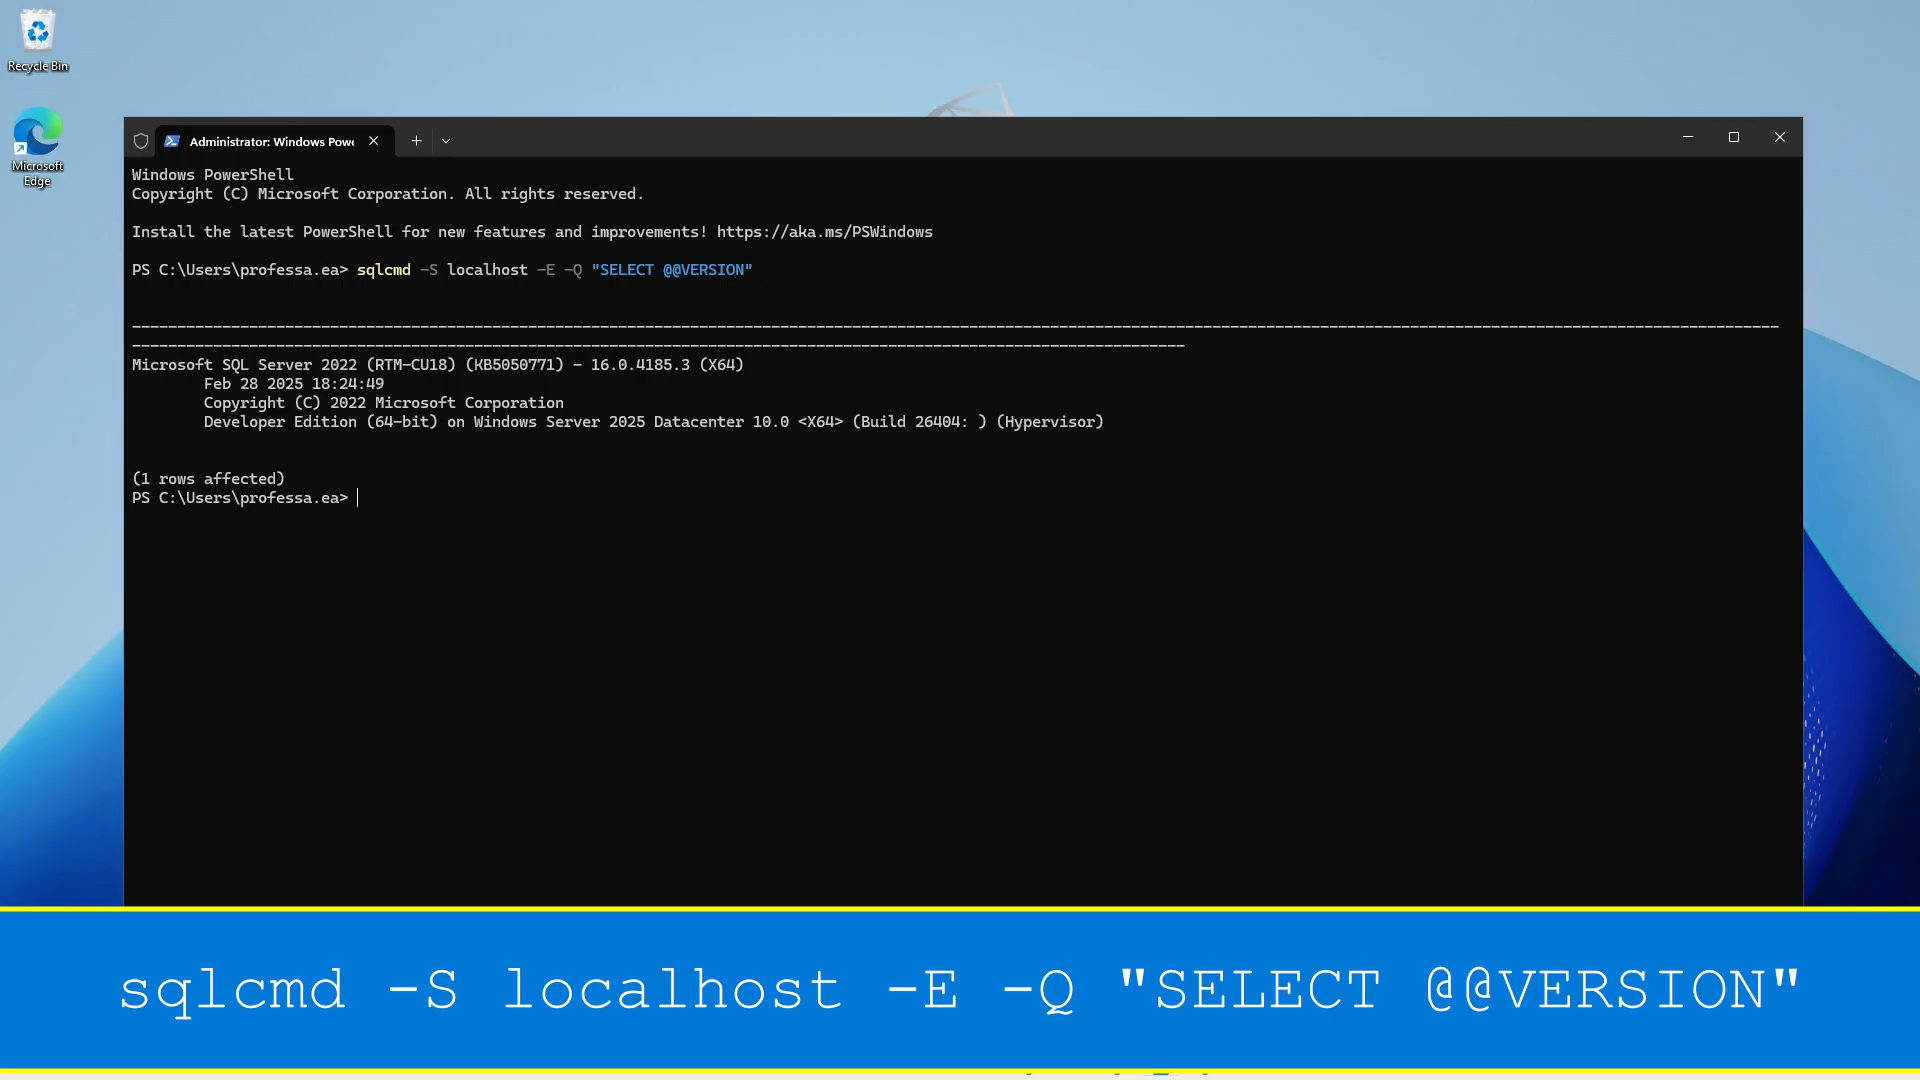 Recycle Bin
Microsoft
Edge
Administrator: Windows Powe
Windows PowerShell
Copyright (C) Microsoft Corporation. All rights reserved.
Install the latest PowerShell for new features and improvements! https://aka.ms/PSWindows
PS C:\Users\professa.ea> sqlcmd -S localhost -E -Q "SELECT @@VERSION"
Microsoft SQL Server 2022 (RTM-CU18) (KB5050771) - 16.0.4185.3 (X64)
Feb 28 2025 18:24:49
Copyright (C) 2022 Microsoft Corporation
Developer Edition (64-bit) on Windows Server 2025 Datacenter 10.0 <X64> (Build 26404: ) (Hypervisor)
(1 rows affected)
PS C:\Users\professa.ea>
sqlcmd -S localhost -E -Q "SELECT @@VERSION"